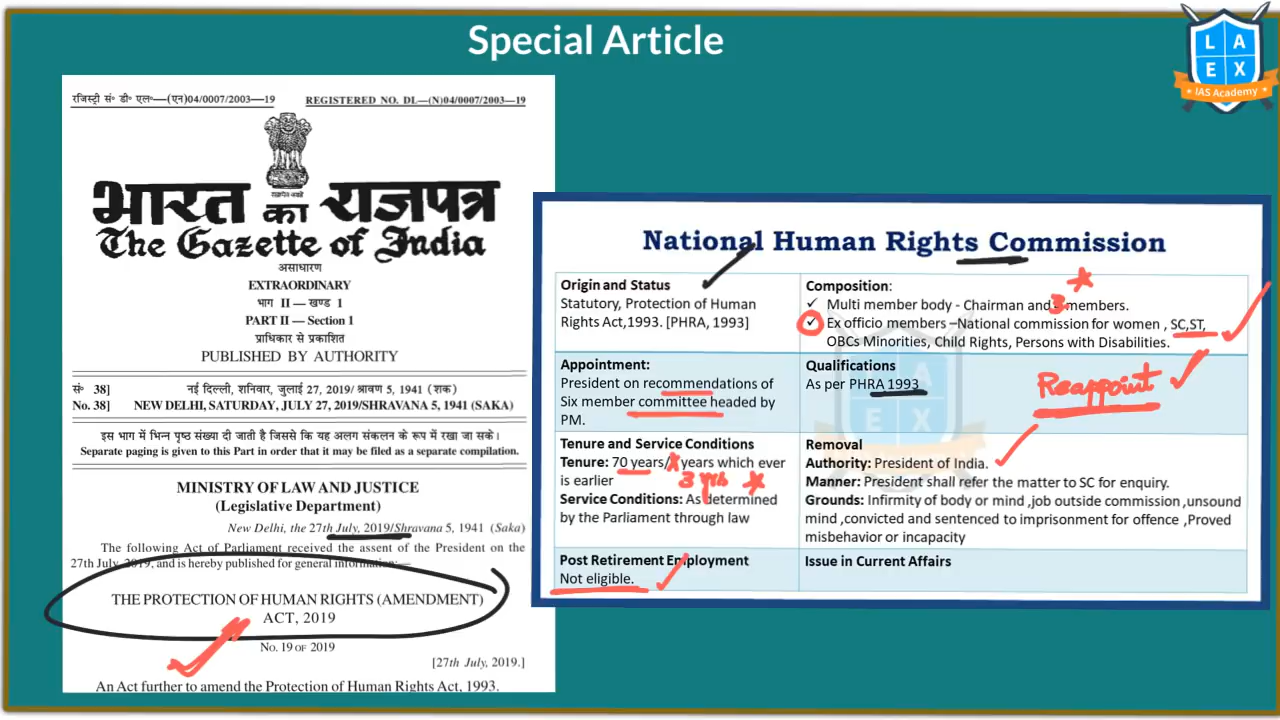 Special Article
L A
E X
IAS Academy
रजिस्ट्री सं॰ डी॰ एल॰—(एन)04/0007/2003—19
REGISTERED NO. DL—(N)04/0007/2003—19
भारत का राजपत्र
The Gazette of India
असाधारण
EXTRAORDINARY
भाग II — खण्ड 1
PART II — Section 1
प्राधिकार से प्रकाशित
PUBLISHED BY AUTHORITY
सं॰ 38] नई दिल्ली, शनिवार, जुलाई 27, 2019/ श्रावण 5, 1941 (शक)
No. 38] NEW DELHI, SATURDAY, JULY 27, 2019/SHRAVANA 5, 1941 (SAKA)
इस भाग में भिन्न पृष्ठ संख्या दी जाती है जिससे कि यह अलग संकलन के रूप में रखा जा सके।
Separate paging is given to this Part in order that it may be filed as a separate compilation.
MINISTRY OF LAW AND JUSTICE
(Legislative Department)
New Delhi, the 27th July, 2019/Shravana 5, 1941 (Saka)
The following Act of Parliament received the assent of the President on the
27th July, 2019, and is hereby published for general information:—
THE PROTECTION OF HUMAN RIGHTS (AMENDMENT)
ACT, 2019
No. 19 OF 2019
[27th July, 2019.]
An Act further to amend the Protection of Human Rights Act, 1993.
National Human Rights Commission
Origin and Status
Statutory, Protection of Human
Rights Act,1993. [PHRA, 1993]
Composition:
✓ Multi member body - Chairman and 3 members.
✓ Ex officio members –National commission for women , SC,ST,
OBCs Minorities, Child Rights, Persons with Disabilities.
Appointment:
President on recommendations of
Six member committee headed by
PM.
Qualifications
As per PHRA 1993
Reappoint
Tenure and Service Conditions
Tenure: 70 years/ years which ever
is earlier
3 yrs
Service Conditions: As determined
by the Parliament through law
Removal
Authority: President of India.
Manner: President shall refer the matter to SC for enquiry.
Grounds: Infirmity of body or mind ,job outside commission ,unsound
mind ,convicted and sentenced to imprisonment for offence ,Proved
misbehavior or incapacity
Post Retirement Employment
Not eligible.
Issue in Current Affairs